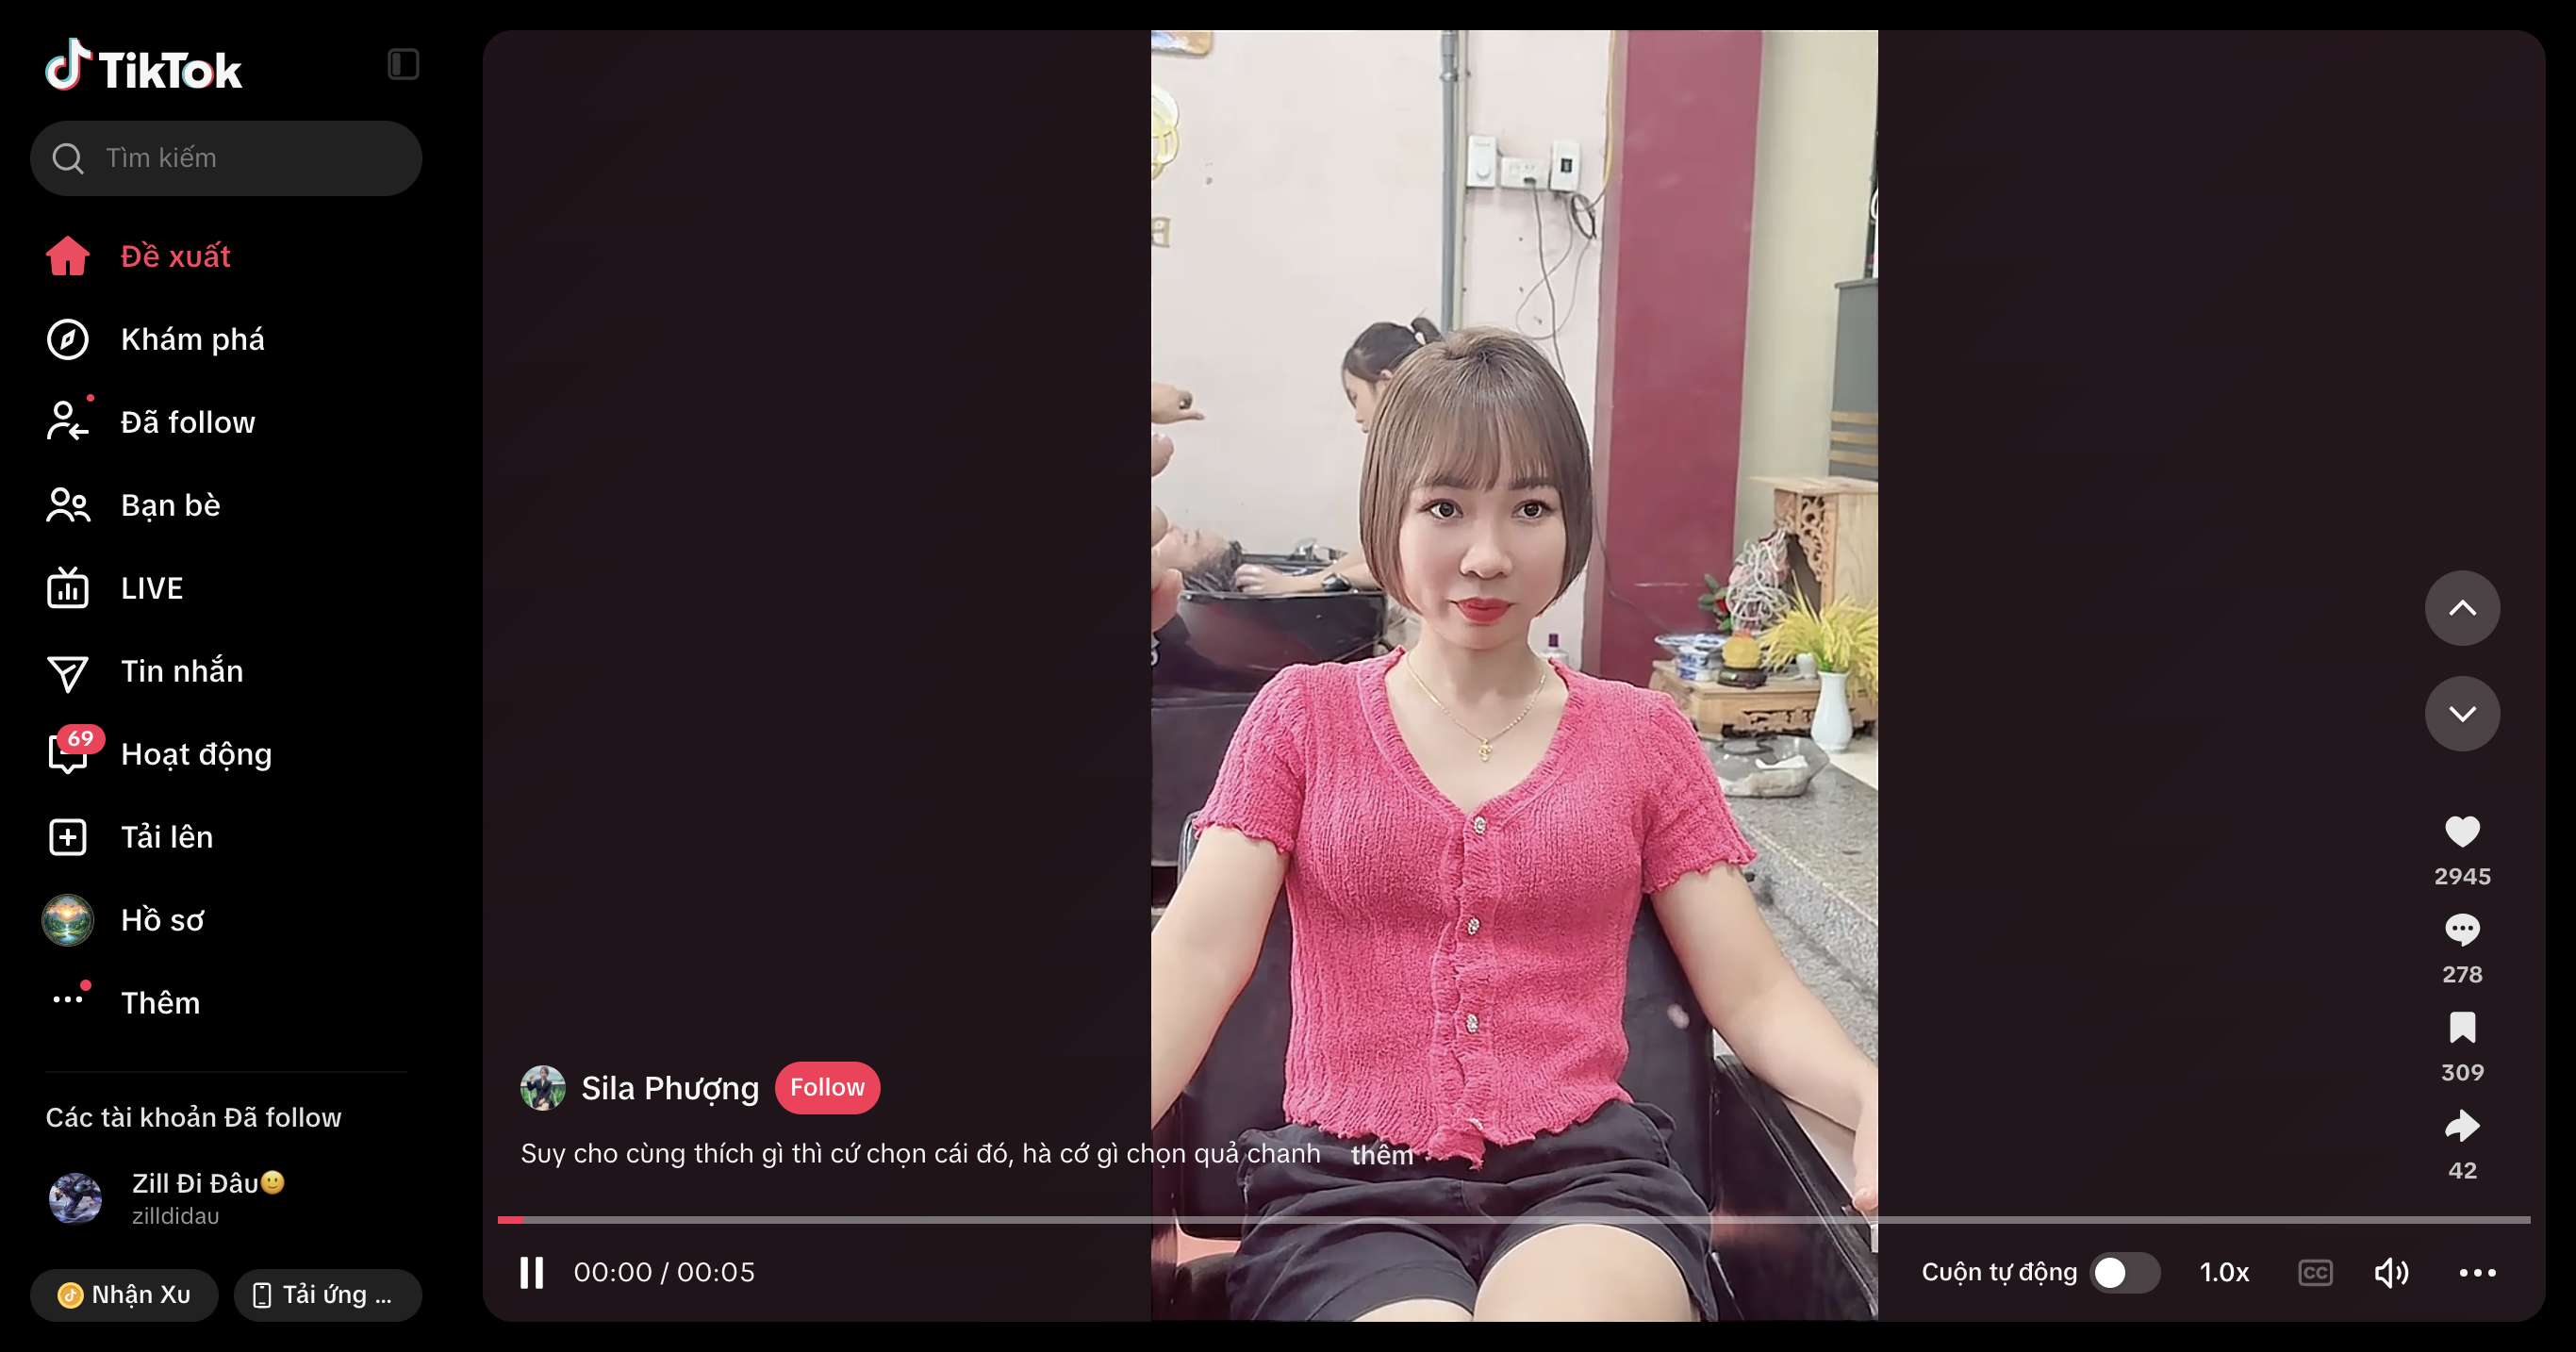 TikTok
Tìm kiếm
Đề xuất
Khám phá
Đã follow
Bạn bè
LIVE
Tin nhắn
69
Hoạt động
Tải lên
Hồ sơ
Thêm
Các tài khoản Đã follow
Zill Đi Đâu🙂
zilldidau
Nhận Xu
Tải ứng ...
Sila Phượng
Follow
Suy cho cùng thích gì thì cứ chọn cái đó, hà cớ gì chọn quả chanh thêm
00:00 / 00:05
2945
278
309
42
Cuộn tự động
1.0x
CC